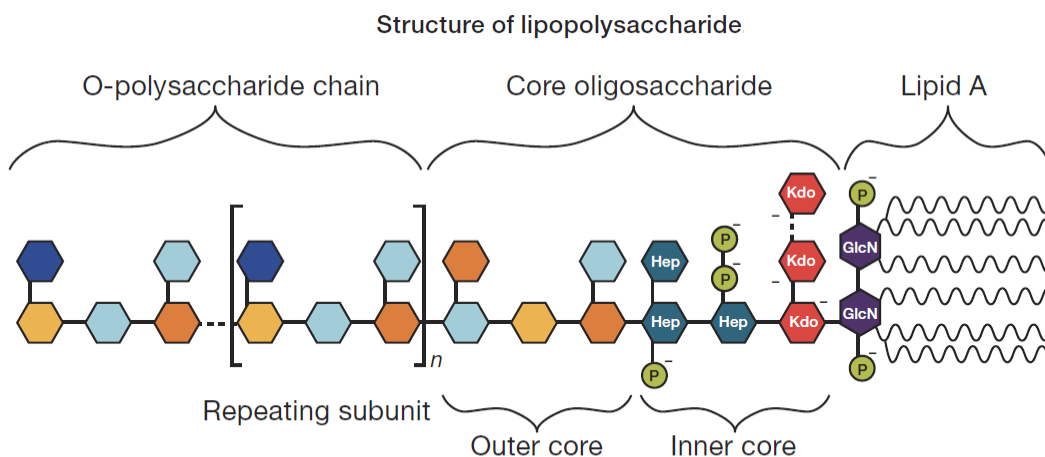 Structure of lipopolysaccharide
O-polysaccharide chain
Core oligosaccharide
Lipid A
Kdo
P
-
P
-
-
GlcN
Hep
P
-
Kdo
-
-
Hep
Hep
Kdo
GlcN
n
P
-
P
-
Repeating subunit
Outer core
Inner core